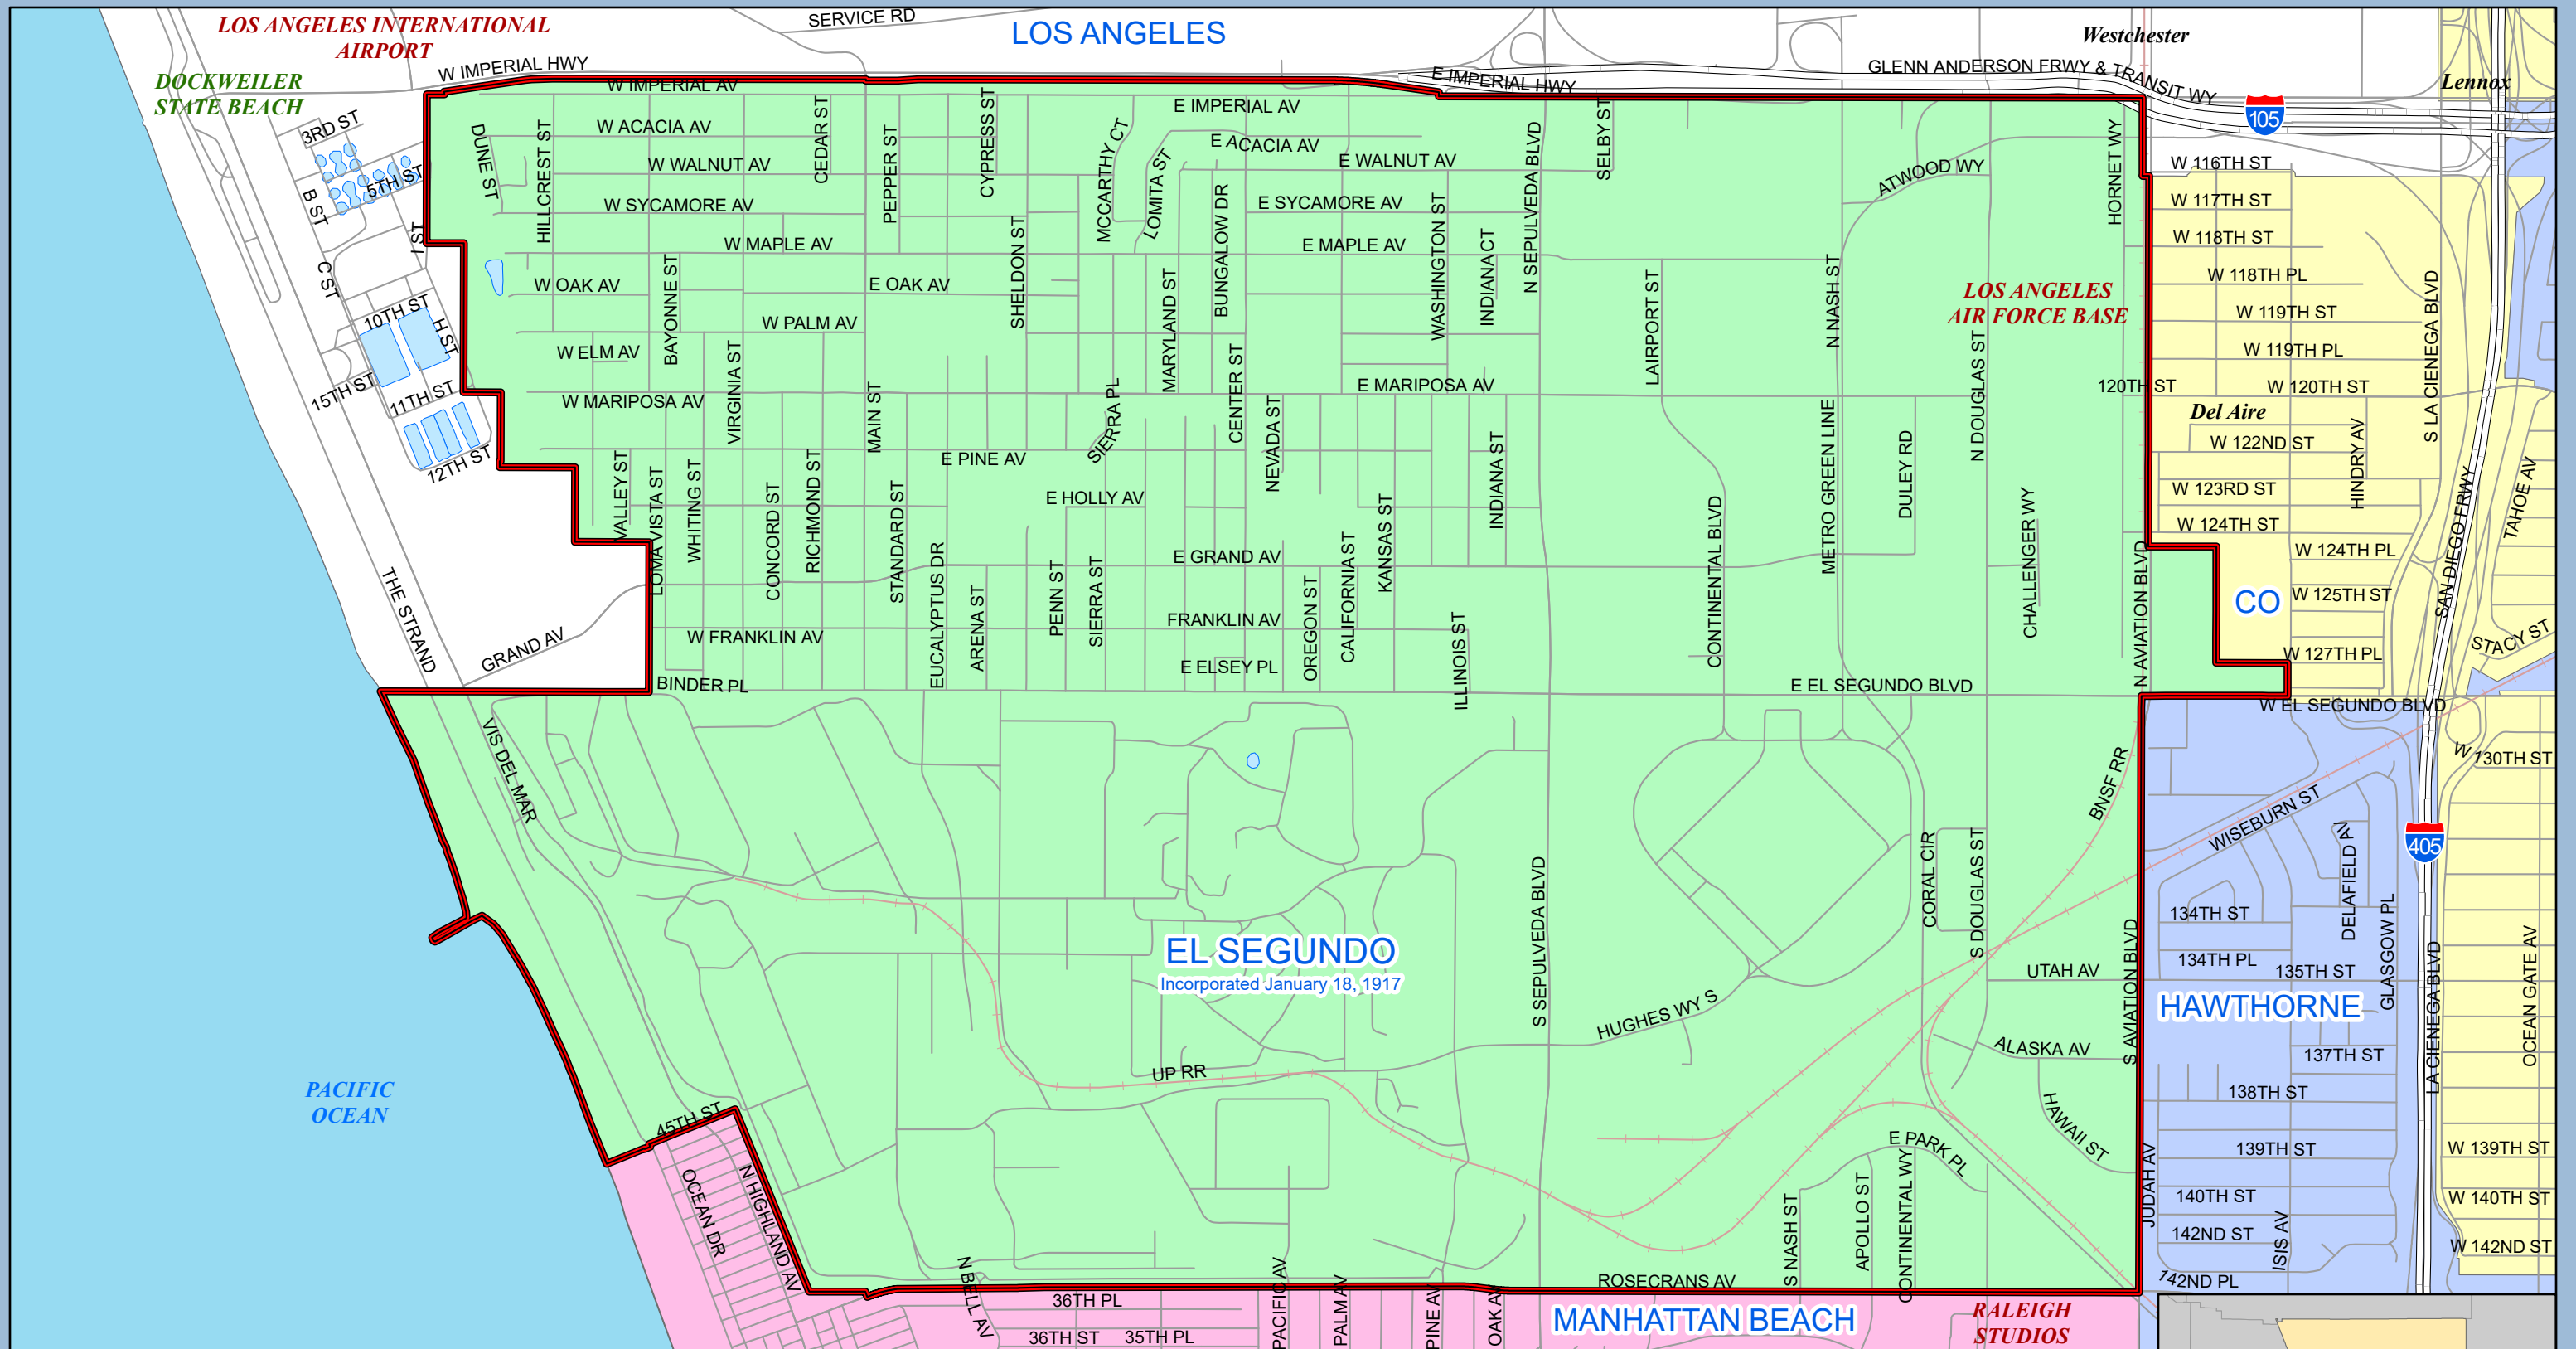 LOS ANGELES INTERNATIONAL
AIRPORT
SERVICE RD
LOS ANGELES
Westchester
W IMPERIAL HWY
GLENN ANDERSON FRWY & TRANSIT WY
Lennox
DOCKWEILER
STATE BEACH
E IMPERIAL HWY
105
W IMPERIAL AV
E IMPERIAL AV
3RD ST
5TH ST
B ST
C ST
I ST
10TH ST
H ST
15TH ST
11TH ST
12TH ST
DUNE ST
HILLCREST ST
W ACACIA AV
CEDAR ST
PEPPER ST
CYPRESS ST
MCCARTHY CT
LOMITA ST
E ACACIA AV
W WALNUT AV
E WALNUT AV
N SEPULVEDA BLVD
SELBY ST
ATWOOD WY
HORNET WY
W 116TH ST
W SYCAMORE AV
BUNGALOW DR
E SYCAMORE AV
WASHINGTON ST
W 117TH ST
W MAPLE AV
SHELDON ST
E MAPLE AV
INDIANACT
W 118TH ST
W OAK AV
BAYONNE ST
E OAK AV
MARYLAND ST
LAIRPORT ST
N NASH ST
LOS ANGELES
AIR FORCE BASE
W 118TH PL
W PALM AV
W 119TH ST
S LA CIENEGA BLVD
W ELM AV
VIRGINIA ST
CENTER ST
N DOUGLAS ST
W 119TH PL
W MARIPOSA AV
MAIN ST
SIERRA PL
E MARIPOSA AV
120TH ST
W 120TH ST
Del Aire
NEVADA ST
INDIANA ST
METRO GREEN LINE
DULEY RD
W 122ND ST
HINDRY AV
E PINE AV
VALLEY ST
LOMA VISTA ST
WHITING ST
CONCORD ST
RICHMOND ST
STANDARD ST
E HOLLY AV
KANSAS ST
CONTINENTAL BLVD
CHALLENGER WY
W 123RD ST
W 124TH ST
SAN DIEGO FRWY
TAHOE AV
EUCALYPTUS DR
E GRAND AV
CALIFORNIA ST
N AVIATION BLVD
W 124TH PL
THE STRAND
ARENA ST
PENN ST
SIERRA ST
OREGON ST
W 125TH ST
CO
GRAND AV
W FRANKLIN AV
FRANKLIN AV
ILLINOIS ST
STACY ST
E ELSEY PL
W 127TH PL
BINDER PL
E EL SEGUNDO BLVD
W EL SEGUNDO BLVD
VIS DEL MAR
BNSF RR
W 130TH ST
WISEBURN ST
405
S SEPULVEDA BLVD
CORAL CIR
S DOUGLAS ST
DELAFIELD AV
GLASGOW PL
134TH ST
EL SEGUNDO
Incorporated January 18, 1917
S AVIATION BLVD
134TH PL
135TH ST
LA CIENEGA BLVD
OCEAN GATE AV
UTAH AV
HUGHES WY S
HAWTHORNE
ALASKA AV
137TH ST
PACIFIC
OCEAN
UP RR
HAWAII ST
138TH ST
45TH ST
OCEAN DR
N HIGHLAND AV
E PARK PL
JUDAH AV
139TH ST
W 139TH ST
S NASH ST
APOLLO ST
CONTINENTAL WY
140TH ST
W 140TH ST
142ND ST
ISIS AV
W 142ND ST
N BELL AV
PACIFIC AV
PALM AV
PINE AV
OAK AV
ROSECRANS AV
142ND PL
36TH PL
MANHATTAN BEACH
RALEIGH
STUDIOS
36TH ST
35TH PL